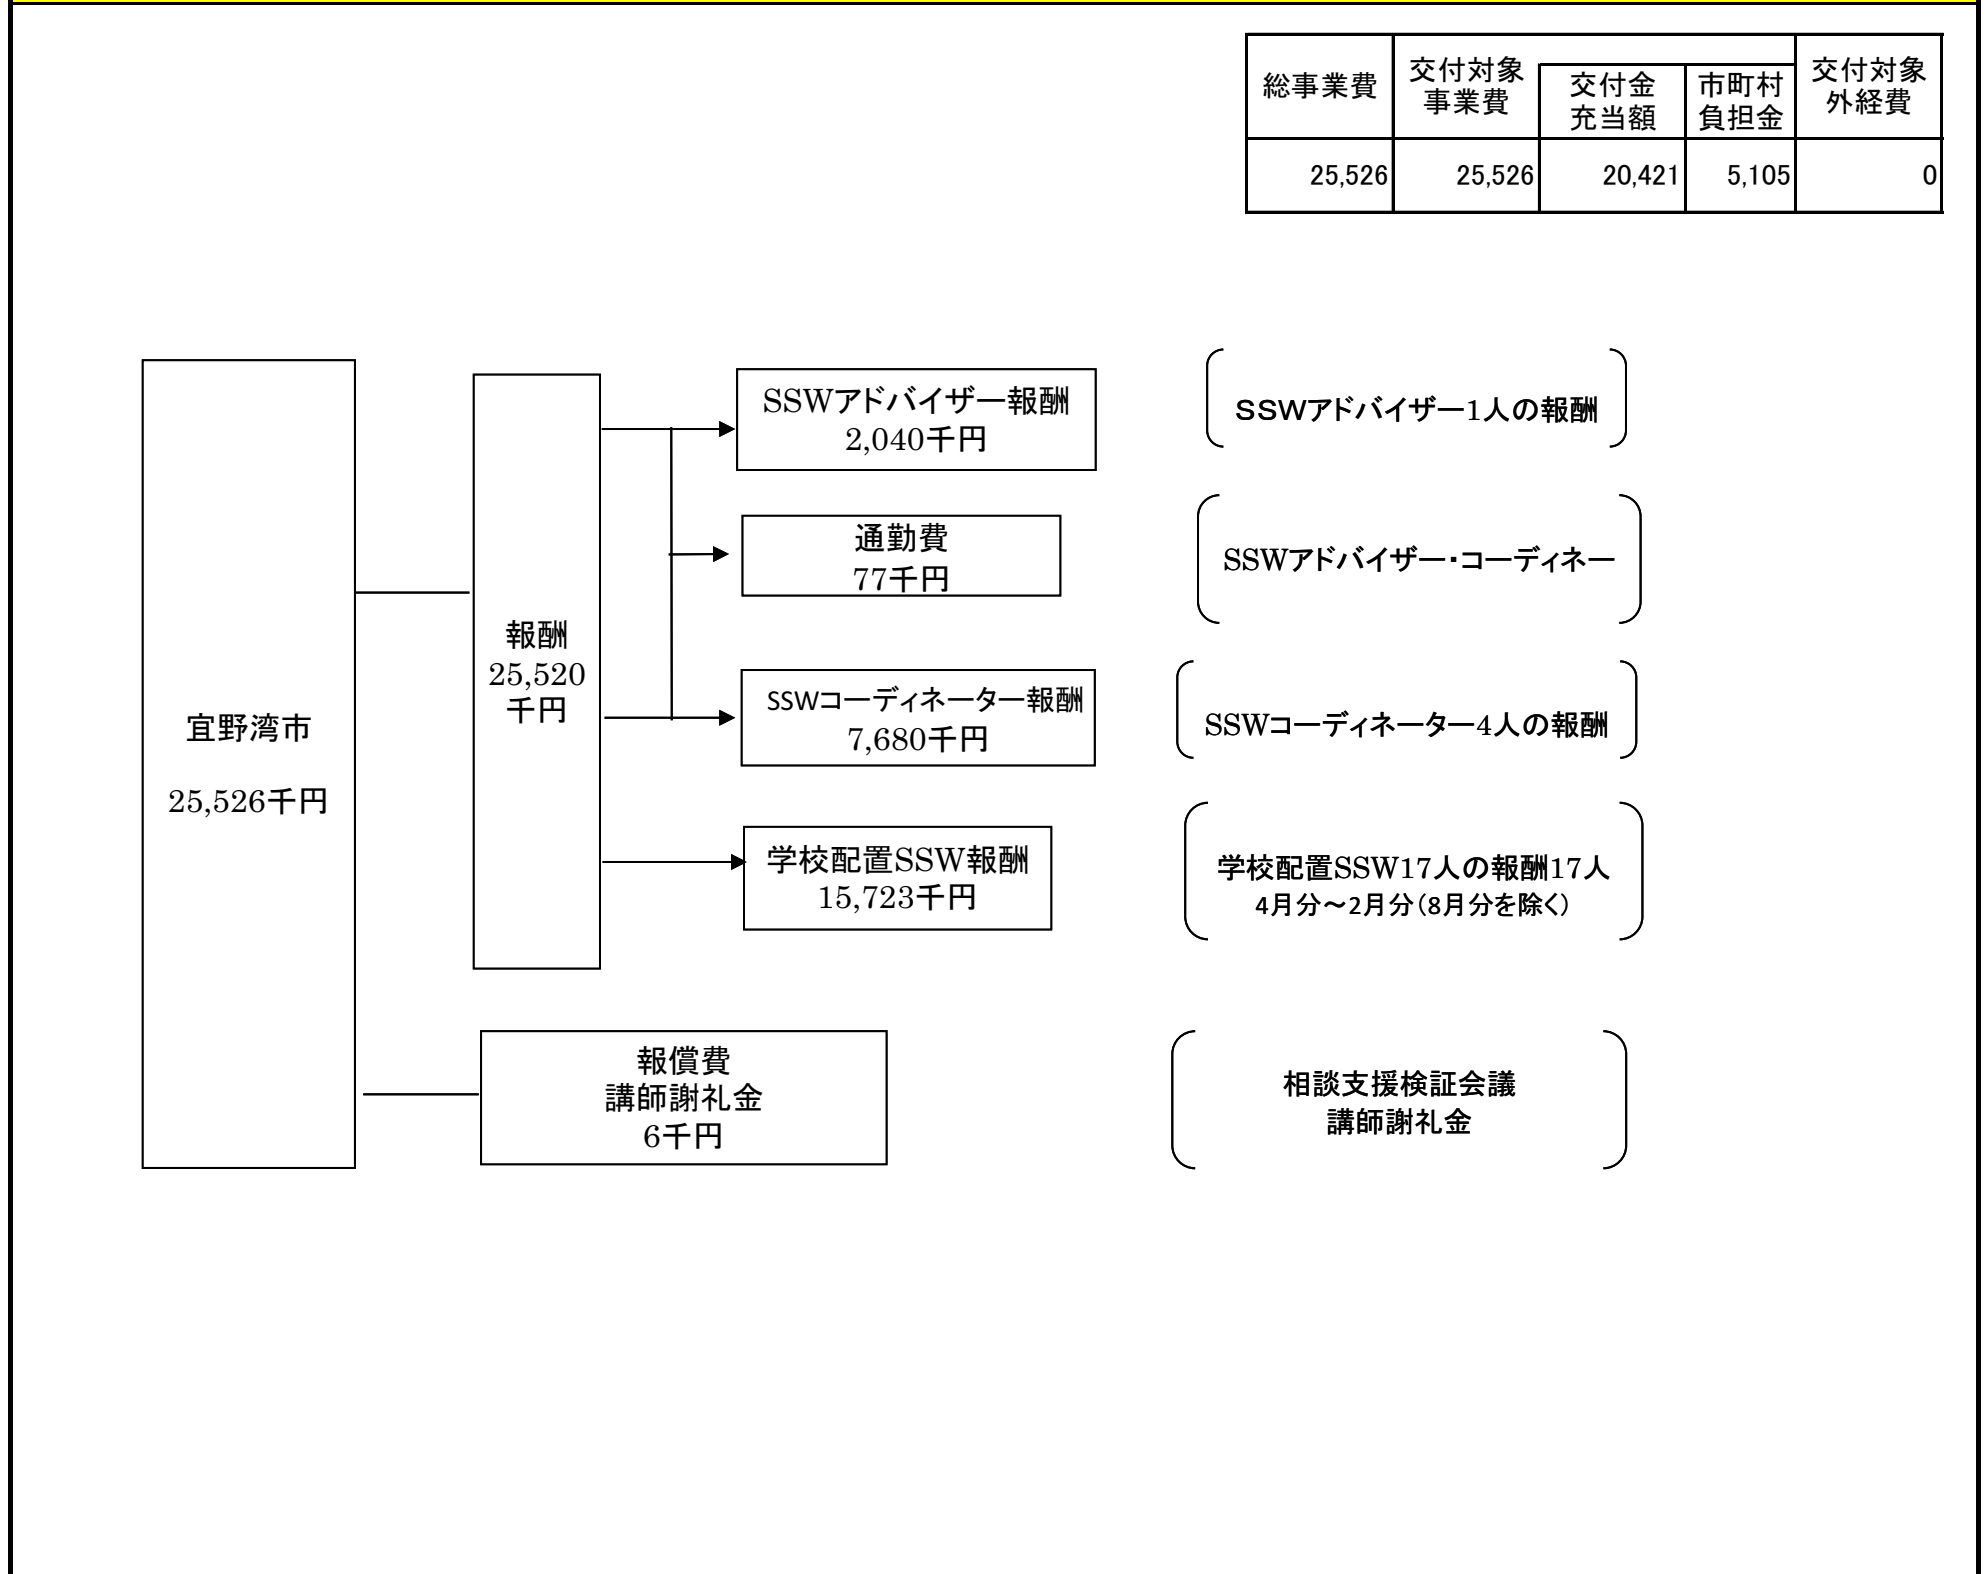 総事業費
交付対象
事業費
交付金
充当額
市町村
負担金
交付対象
外経費
25,526
25,526
20,421
5,105
0
宜野湾市
25,526千円
報酬
25,520
千円
SSWアドバイザー報酬
2,040千円
SSWアドバイザー1人の報酬
通勤費
77千円
SSWアドバイザー・コーディネー
SSWコーディネーター報酬
7,680千円
SSWコーディネーター4人の報酬
学校配置SSW報酬
15,723千円
学校配置SSW17人の報酬17人
4月分～2月分（8月分を除く）
報償費
講師謝礼金
6千円
相談支援検証会議
講師謝礼金